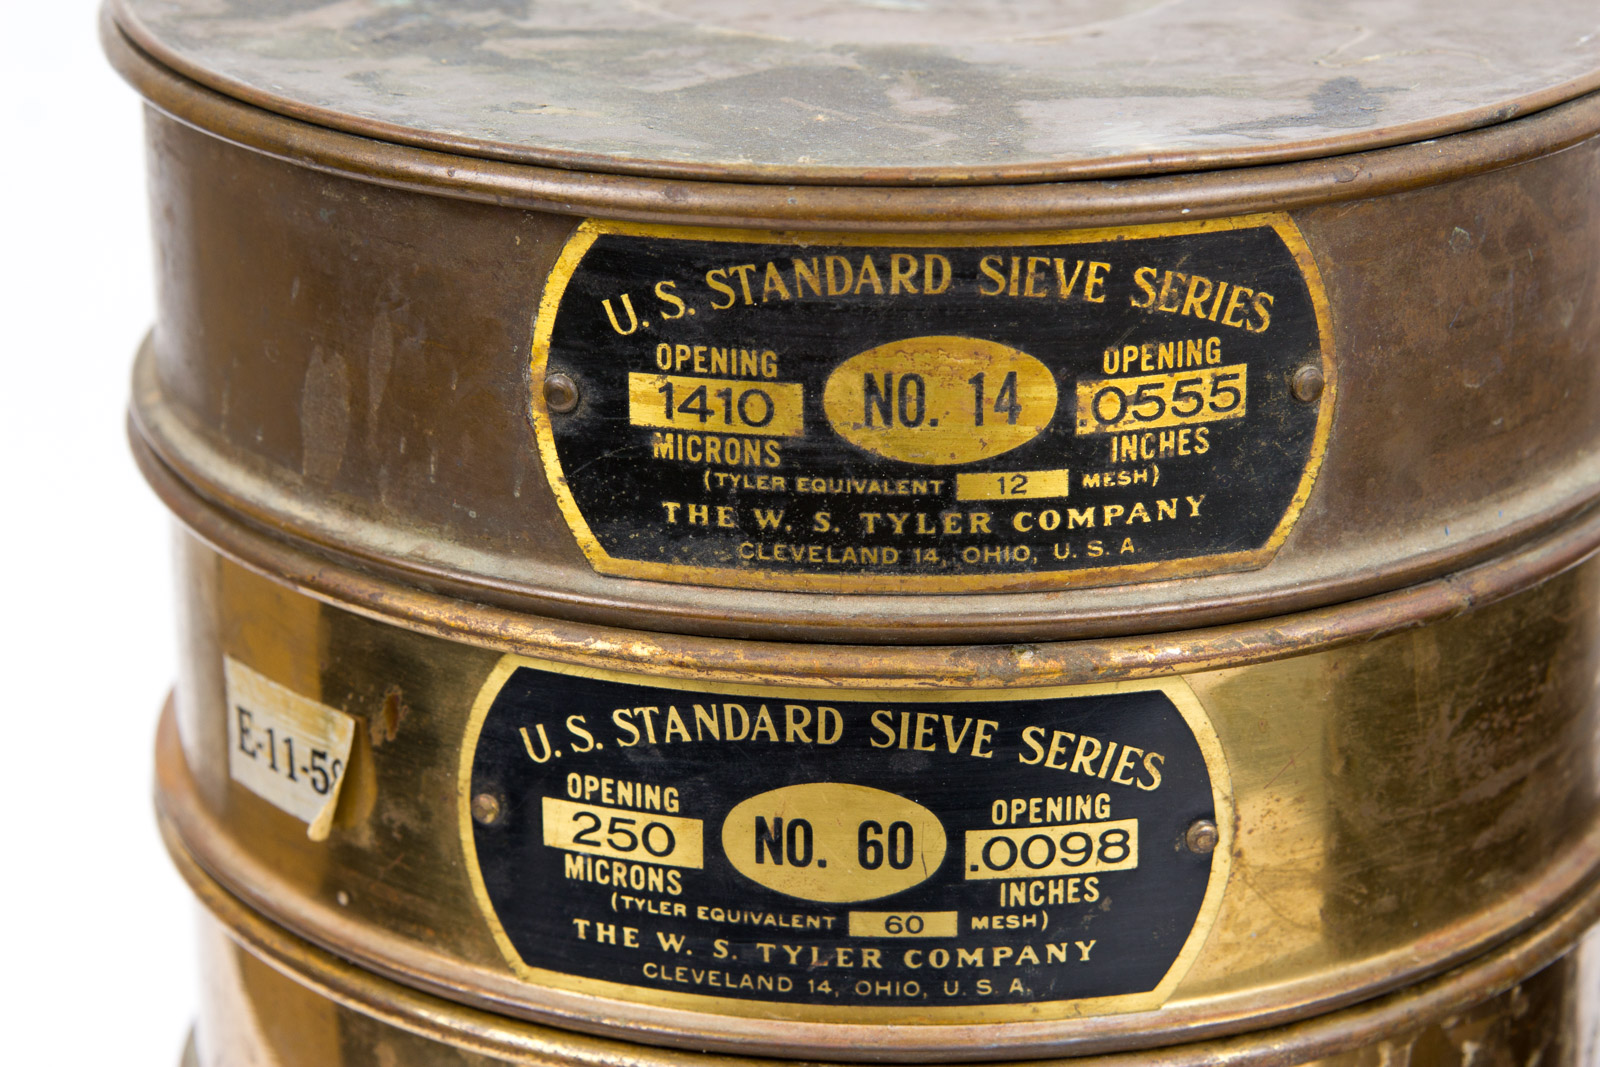 U. S. STANDARD SIEVE SERIES
OPENING
1410
MICRONS
NO. 14
OPENING
.0555
INCHES
(TYLER EQUIVALENT 12 MESH)
THE W. S. TYLER COMPANY
CLEVELAND 14, OHIO, U. S. A.
E-11-5
U. S. STANDARD SIEVE SERIES
OPENING
250
MICRONS
NO. 60
OPENING
.0098
INCHES
(TYLER EQUIVALENT 60 MESH)
THE W. S. TYLER COMPANY
CLEVELAND 14, OHIO, U. S. A.